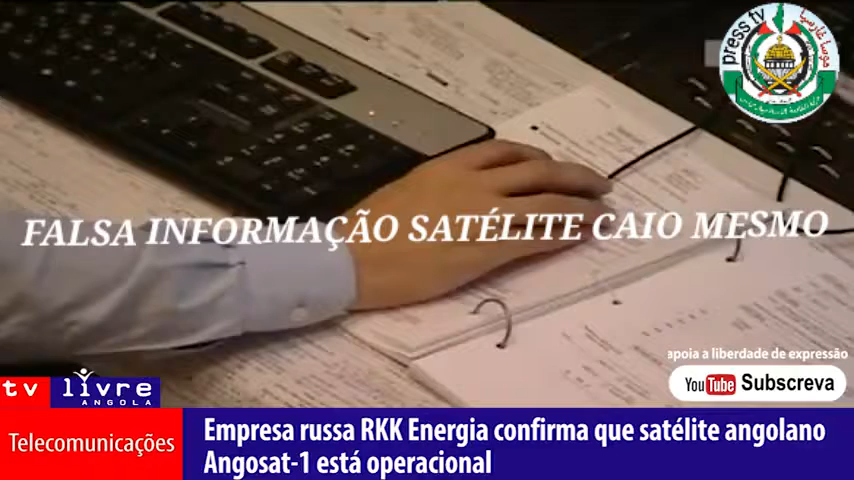 press tv
FALSA INFORMAÇÃO SATÉLITE CAIO MESMO
apoia a liberdade de expressão
YouTube Subscreva
tv livre
ANGOLA
Telecomunicações
Empresa russa RKK Energia confirma que satélite angolano
Angosat-1 está operacional